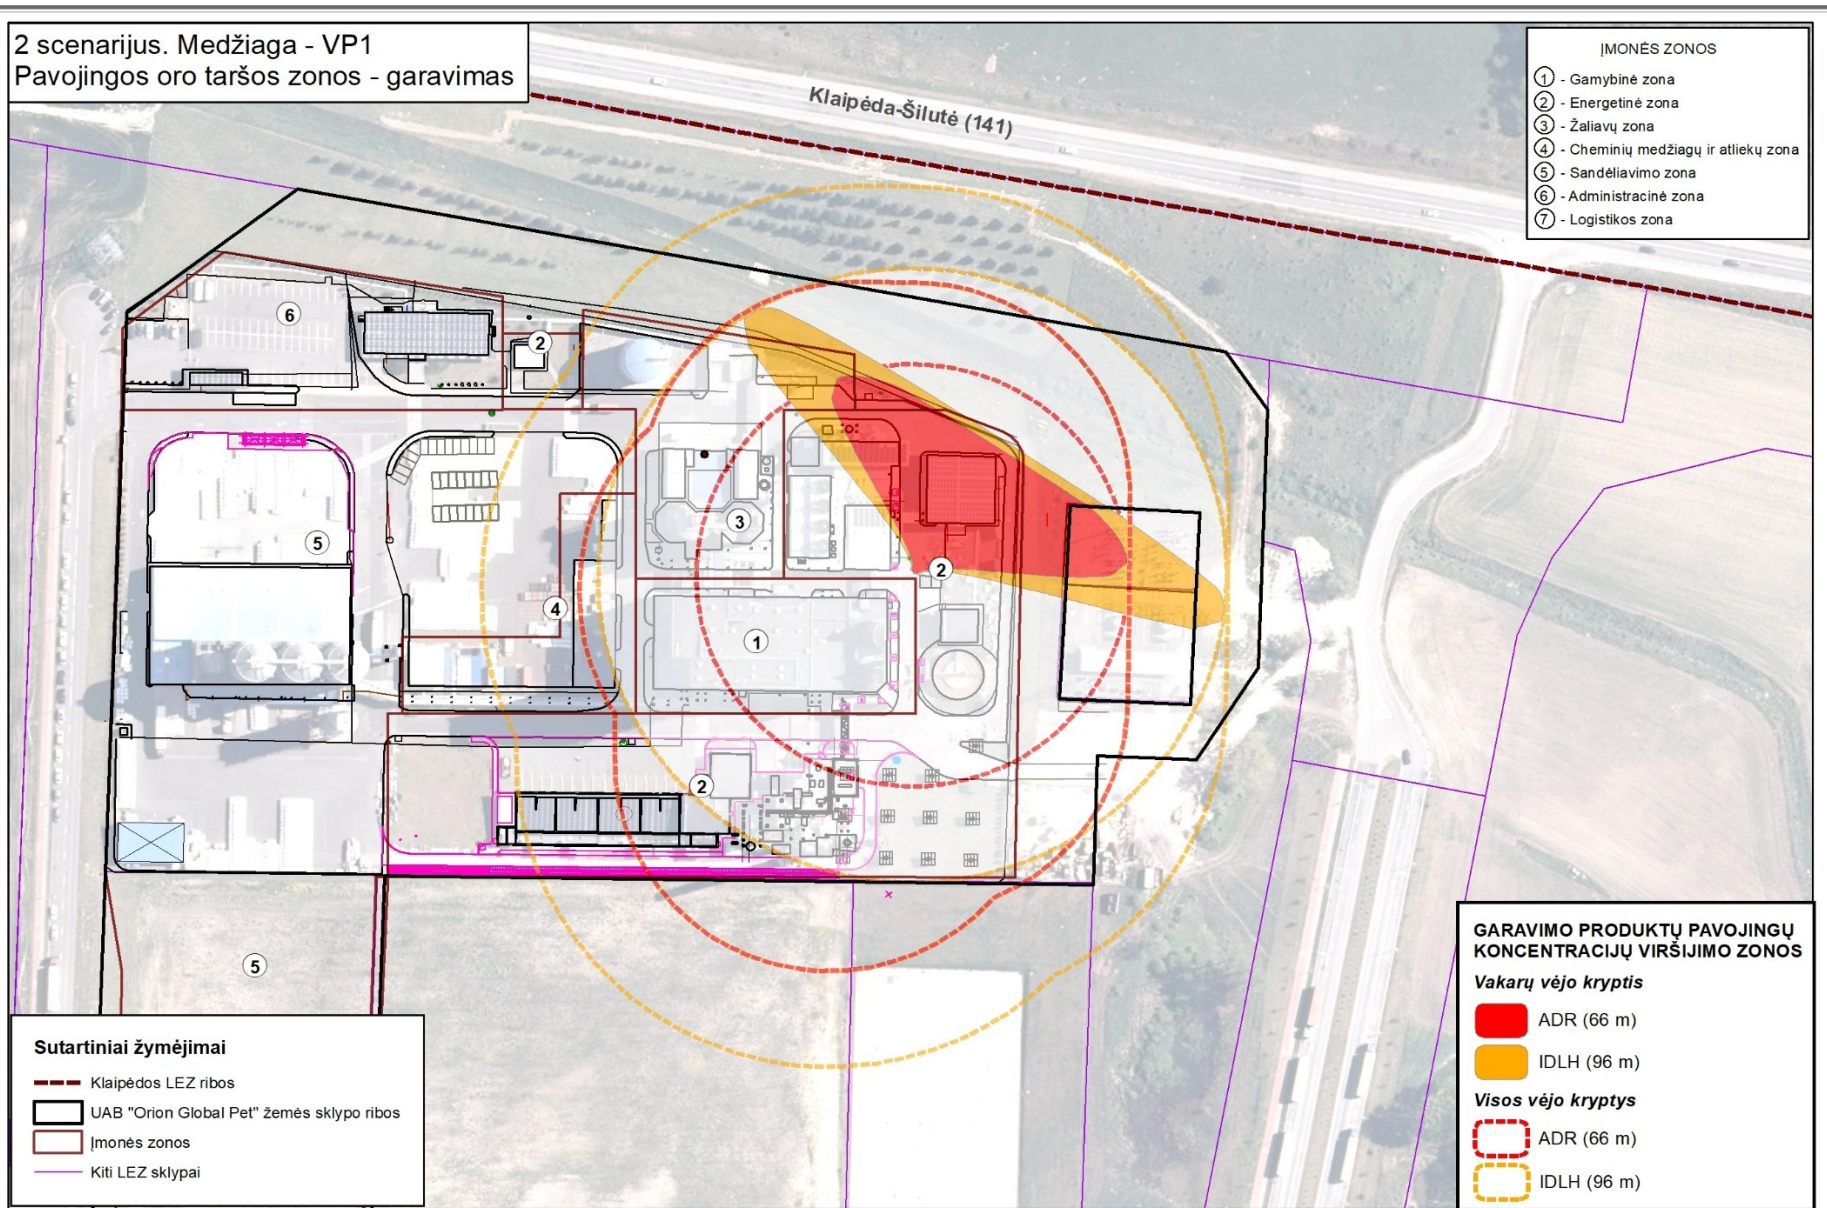 2 scenarijus. Medžiaga - VP1
Pavojingos oro taršos zonos - garavimas
Klaipėda-Šilutė (141)
ĮMONĖS ZONOS
1 - Gamybinė zona
2 - Energetinė zona
3 - Žaliavų zona
4 - Cheminių medžiagų ir atliekų zona
5 - Sandėliavimo zona
6 - Administracinė zona
7 - Logistikos zona
6
2
5
3
2
4
1
2
5
Sutartiniai žymėjimai
Klaipėdos LEZ ribos
UAB "Orion Global Pet" žemės sklypo ribos
Įmonės zonos
Kiti LEZ sklypai
GARAVIMO PRODUKTŲ PAVOJINGŲ
KONCENTRACIJŲ VIRŠIJIMO ZONOS
Vakarų vėjo kryptis
ADR (66 m)
IDLH (96 m)
Visos vėjo kryptys
ADR (66 m)
IDLH (96 m)